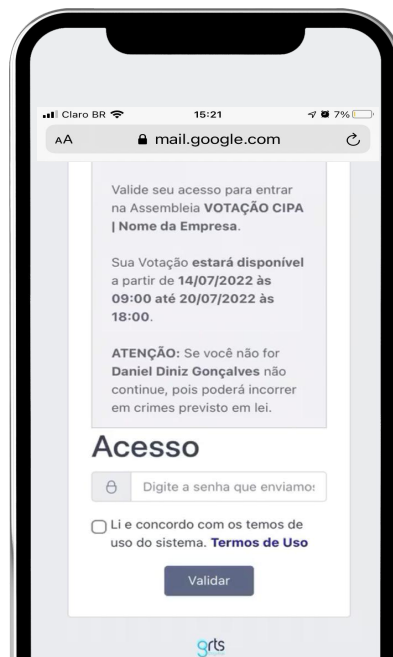 Claro BR 15:21 7%
AA mail.google.com
Valide seu acesso para entrar
na Assembleia VOTAÇÃO CIPA
| Nome da Empresa.
Sua Votação estará disponível
a partir de 14/07/2022 às
09:00 até 20/07/2022 às
18:00.
ATENÇÃO: Se você não for
Daniel Diniz Gonçalves não
continue, pois poderá incorrer
em crimes previsto em lei.
Acesso
Digite a senha que enviamos
Li e concordo com os temos de
uso do sistema. Termos de Uso
Validar
grts